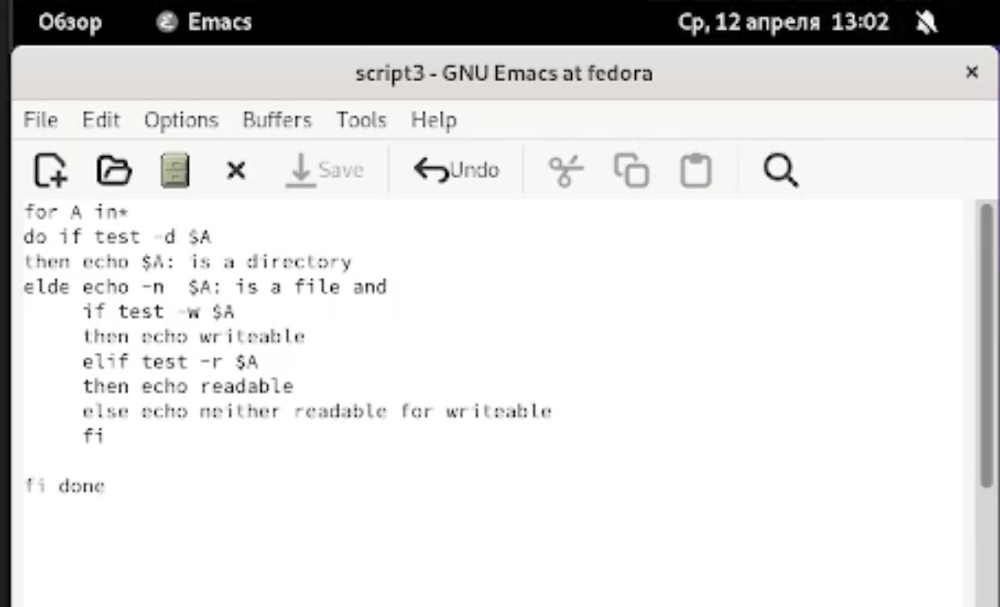 Обзор Emacs Ср, 12 апреля 13:02
script3 - GNU Emacs at fedora
File Edit Options Buffers Tools Help
Save Undo
for A in*
do if test -d $A
then echo $A: is a directory
elde echo -n  $A: is a file and
     if test -w $A
     then echo writeable
     elif test -r $A
     then echo readable
     else echo neither readable for writeable
     fi
fi done